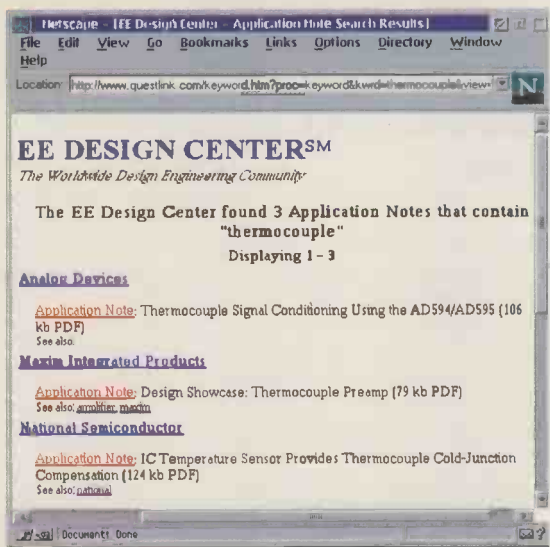 Netscape - [EE Design Center - Application Note Search Results]
File Edit View Go Bookmarks Links Options Directory Window
Help
Location: http://www.questlink.com/keyword.htm?proc=keyword&kwrd=thermocouple&view=
N
EE DESIGN CENTER℠
The Worldwide Design Engineering Community
The EE Design Center found 3 Application Notes that contain
"thermocouple"
Displaying 1 - 3
Analog Devices
Application Note: Thermocouple Signal Conditioning Using the AD594/AD595 (106
kb PDF)
See also:
Maxim Integrated Products
Application Note: Design Showcase: Thermocouple Preamp (79 kb PDF)
See also: amplifier, maxim
National Semiconductor
Application Note: IC Temperature Sensor Provides Thermocouple Cold-Junction
Compensation (124 kb PDF)
See also: national
Document: Done